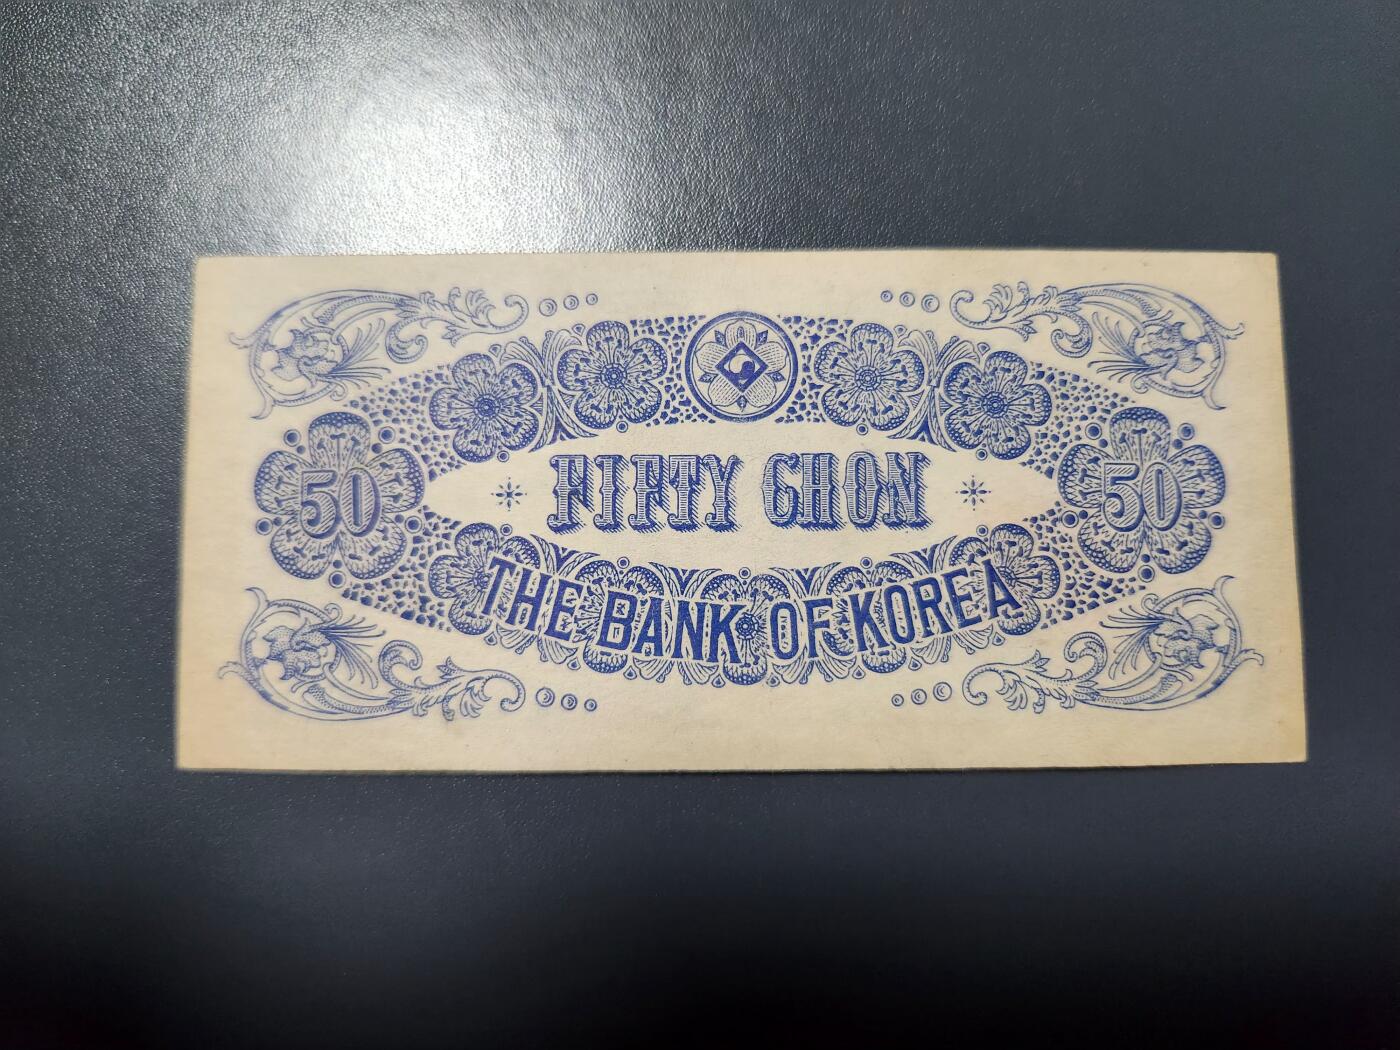 FIFTY CHON
50 50
THE BANK OF KOREA